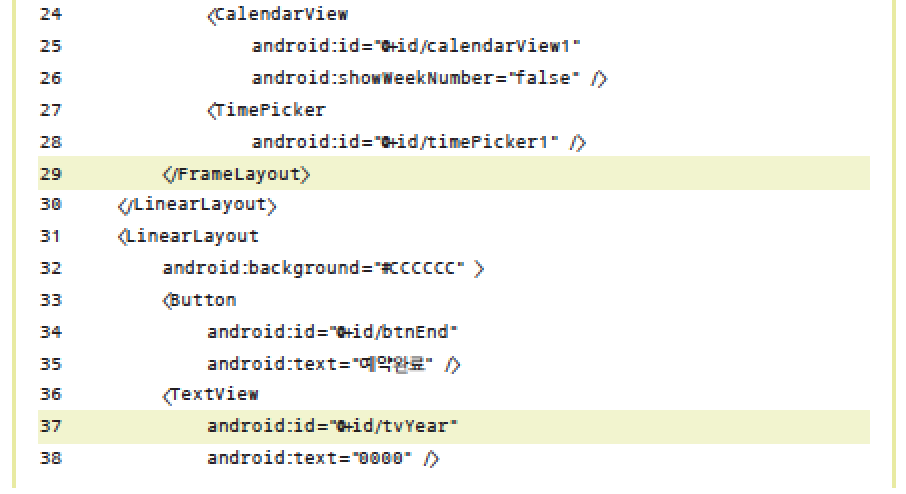 24 <CalendarView
25 android:id="@+id/calendarView1"
26 android:showWeekNumber="false" />
27 <TimePicker
28 android:id="@+id/timePicker1" />
29 </FrameLayout>
30 </LinearLayout>
31 <LinearLayout
32 android:background="#CCCCCC" >
33 <Button
34 android:id="@+id/btnEnd"
35 android:text="예약완료" />
36 <TextView
37 android:id="@+id/tvYear"
38 android:text="0000" />